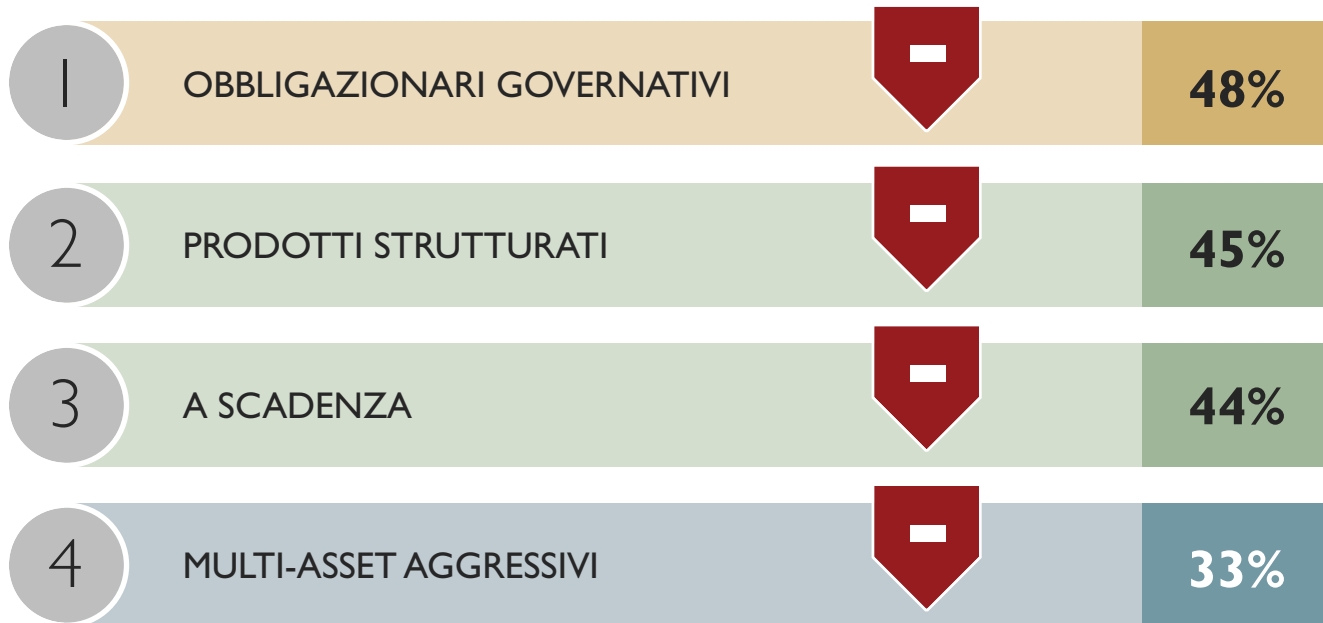 1 OBBLIGAZIONARI GOVERNATIVI - 48%
2 PRODOTTI STRUTTURATI - 45%
3 A SCADENZA - 44%
4 MULTI-ASSET AGGRESSIVI - 33%